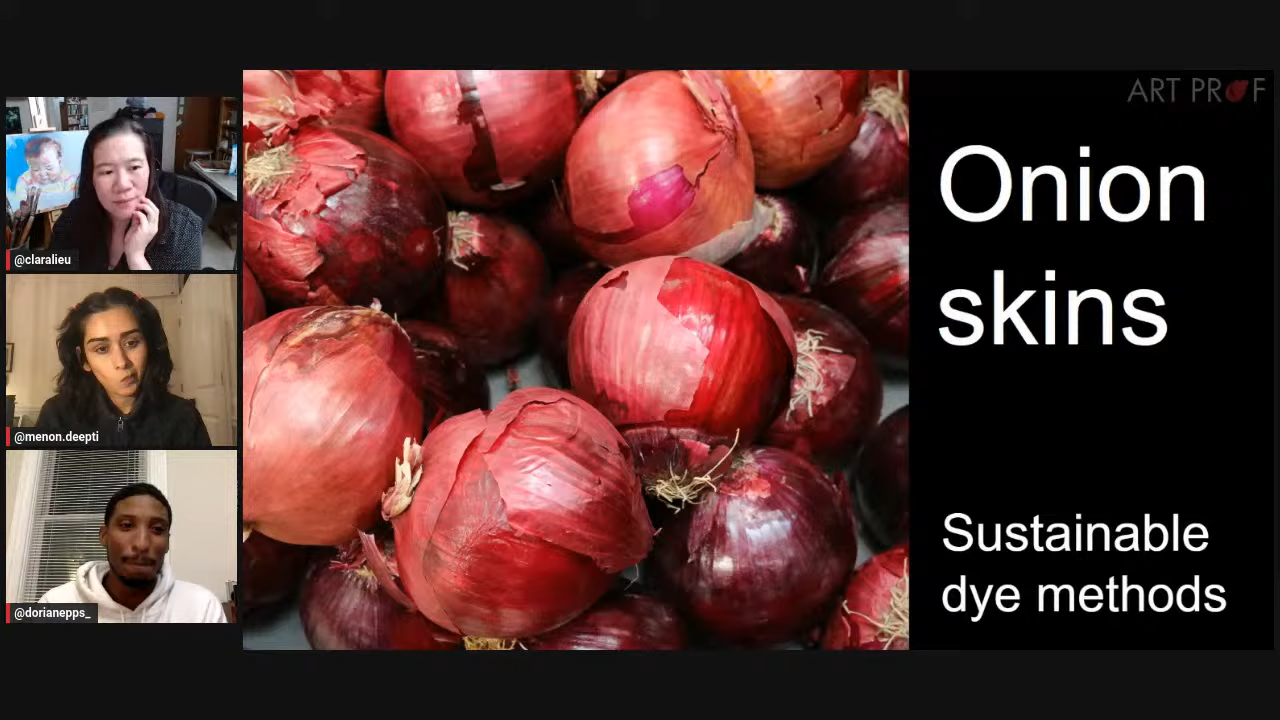 @claralieu
@menon.deepti
@dorianepps_
ART PROF
Onion
skins
Sustainable
dye methods